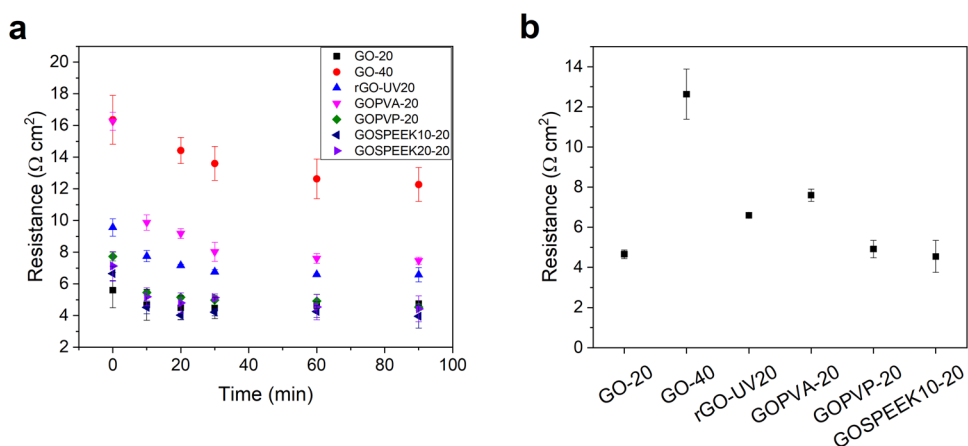 a
Resistance (Ω cm²)
18
16
14
12
10
8
6
4
2
0
20
40
60
80
100
Time (min)
GO-20
GO-40
rGO-UV20
GOPVA-20
GOPVP-20
GOSPEEK10-20
GOSPEEK20-20
b
Resistance (Ω cm²)
14
12
10
8
6
4
2
0
GO-20
GO-40
rGO-UV20
GOPVA-20
GOPVP-20
GOSPEEK10-20